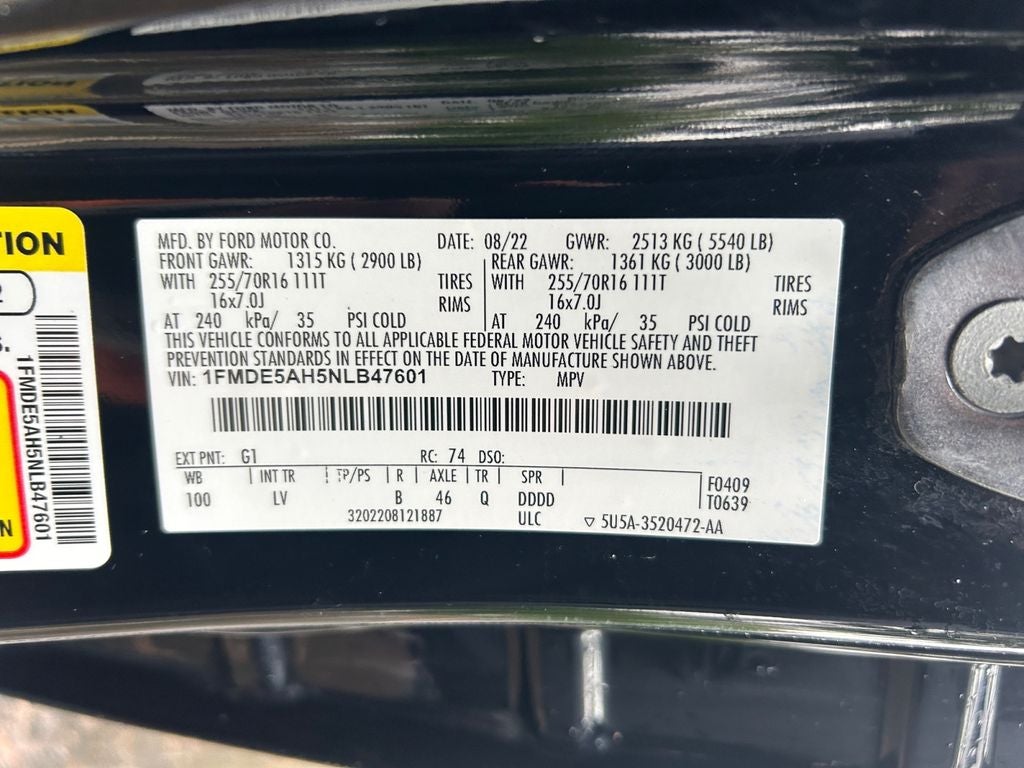 MFD. BY FORD MOTOR CO. DATE: 08/22 GVWR: 2513 KG ( 5540 LB)
FRONT GAWR: 1315 KG ( 2900 LB) REAR GAWR: 1361 KG ( 3000 LB)
WITH 255/70R16 111T TIRES WITH 255/70R16 111T TIRES
16x7.0J RIMS 16x7.0J RIMS
AT 240 kPa/ 35 PSI COLD AT 240 kPa/ 35 PSI COLD
THIS VEHICLE CONFORMS TO ALL APPLICABLE FEDERAL MOTOR VEHICLE SAFETY AND THEFT
PREVENTION STANDARDS IN EFFECT ON THE DATE OF MANUFACTURE SHOWN ABOVE.
VIN: 1FMDE5AH5NLB47601 TYPE: MPV
EXT PNT: G1 RC: 74 DSO:
WB INT TR TP/PS R AXLE TR SPR F0409
100 LV B 46 Q DDDD T0639
3202208121887 ULC ▽ 5U5A-3520472-AA
TION
2
S.
1FMDE5AH5NLB47601
N